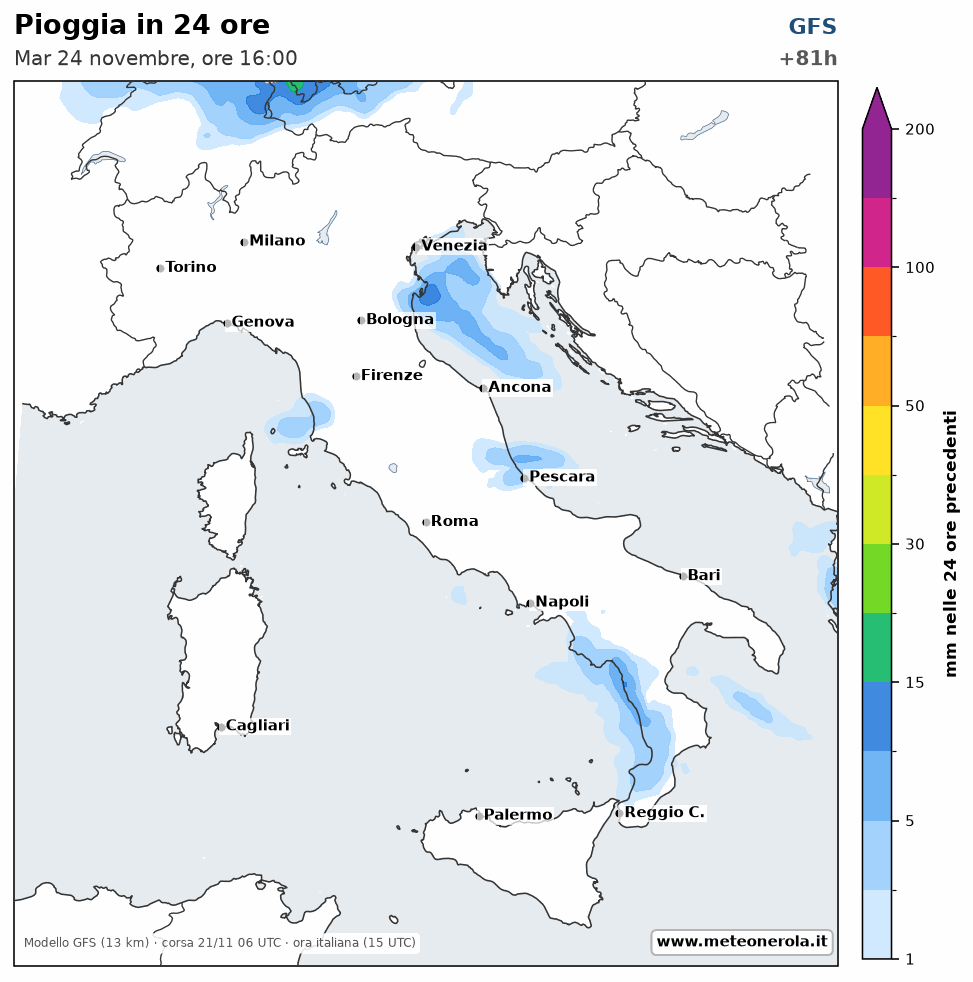 Pioggia in 24 ore
GFS
Mar 24 novembre, ore 16:00
+81h
Milano
Venezia
Torino
Genova
Bologna
Firenze
Ancona
Pescara
Roma
Bari
Napoli
Cagliari
Palermo
Reggio C.
200
100
50
30
15
5
1
mm nelle 24 ore precedenti
Modello GFS (13 km) · corsa 21/11 06 UTC · ora italiana (15 UTC)
www.meteonerola.it